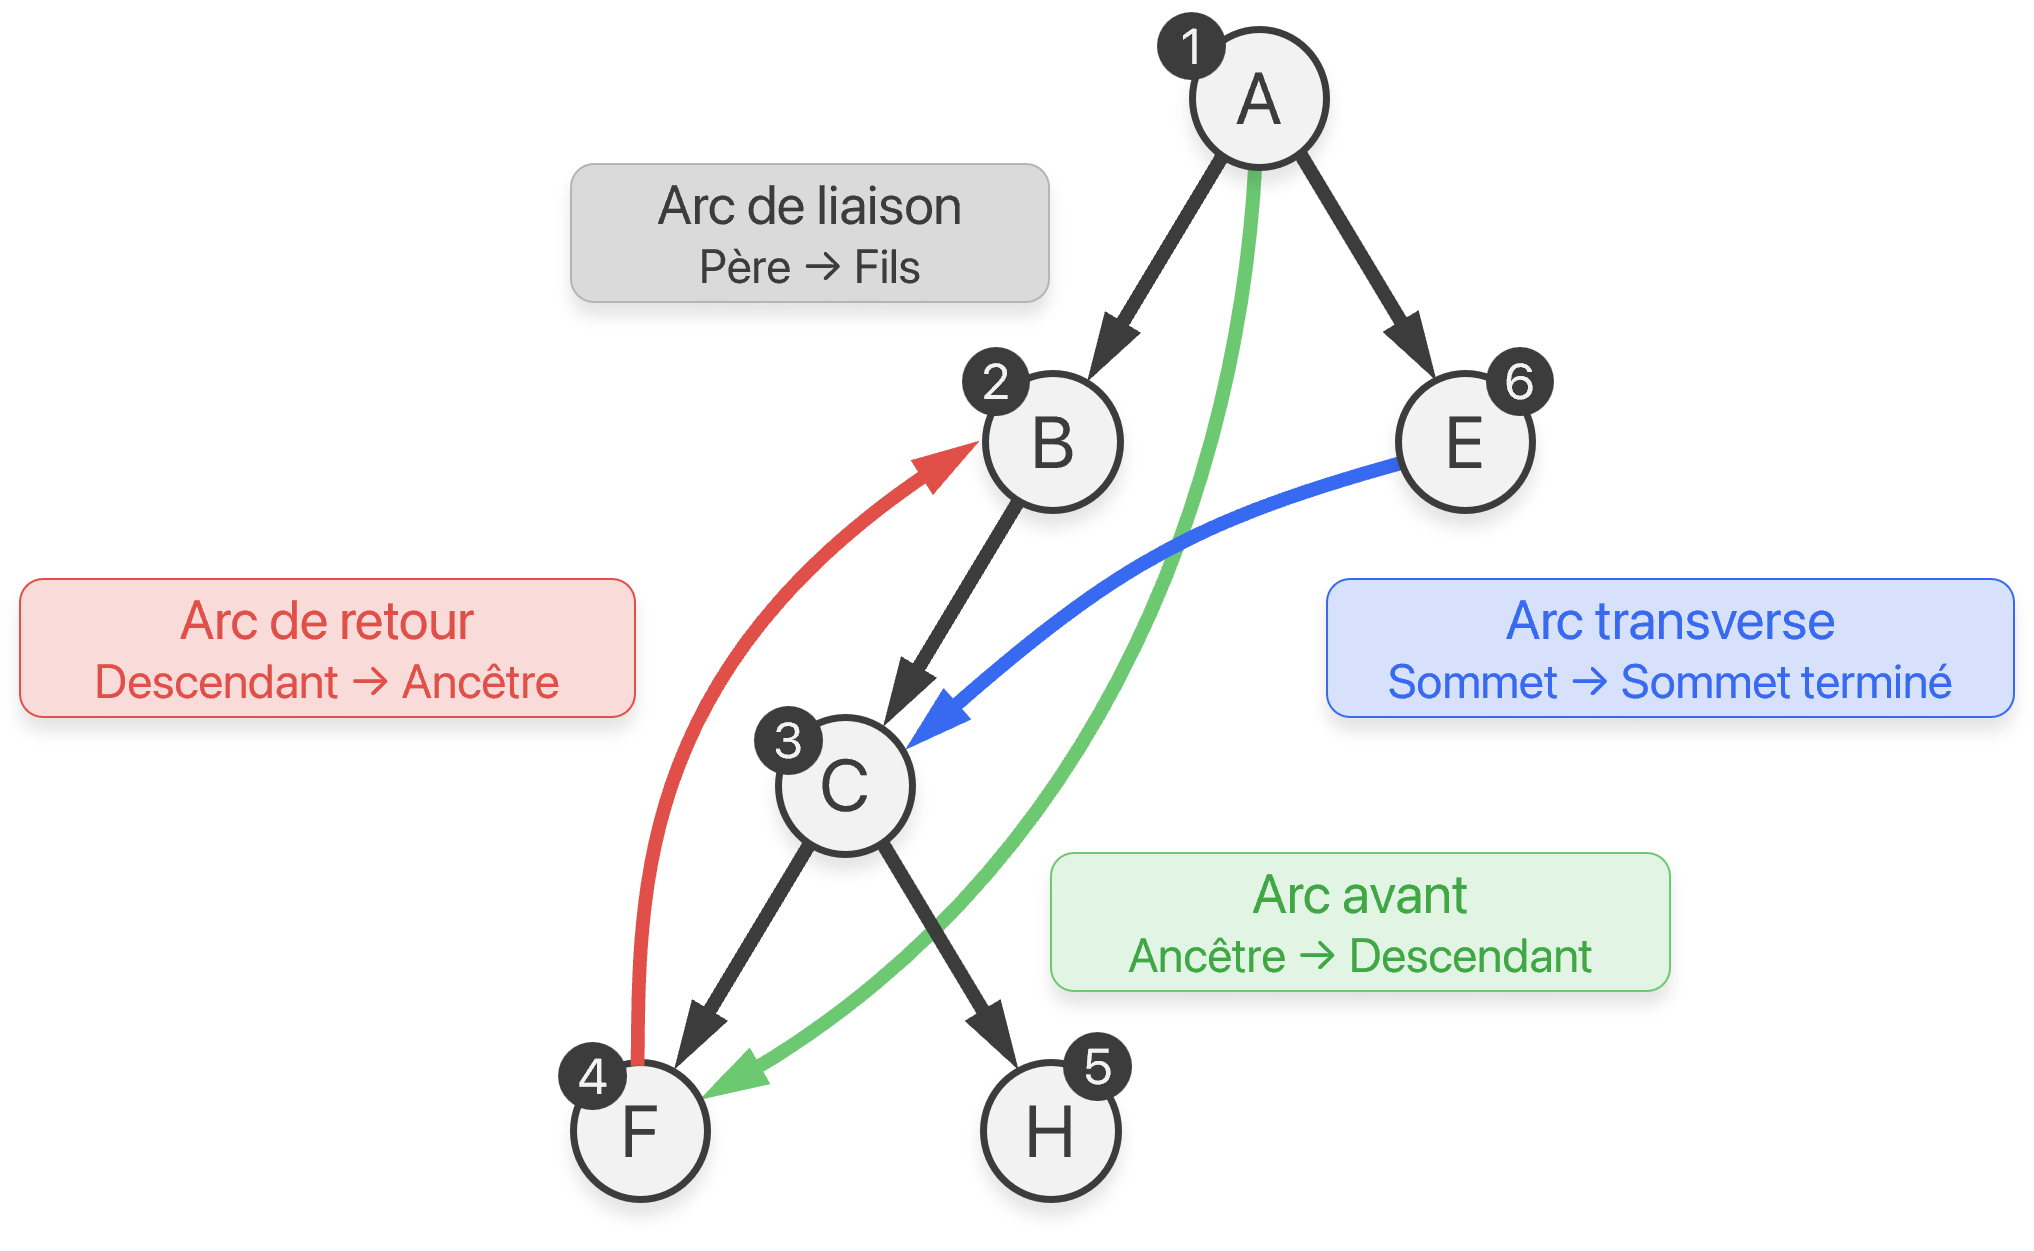 1
A
Arc de liaison
Père → Fils
2
B
6
E
Arc de retour
Descendant → Ancêtre
Arc transverse
Sommet → Sommet terminé
3
C
Arc avant
Ancêtre → Descendant
4
F
5
H